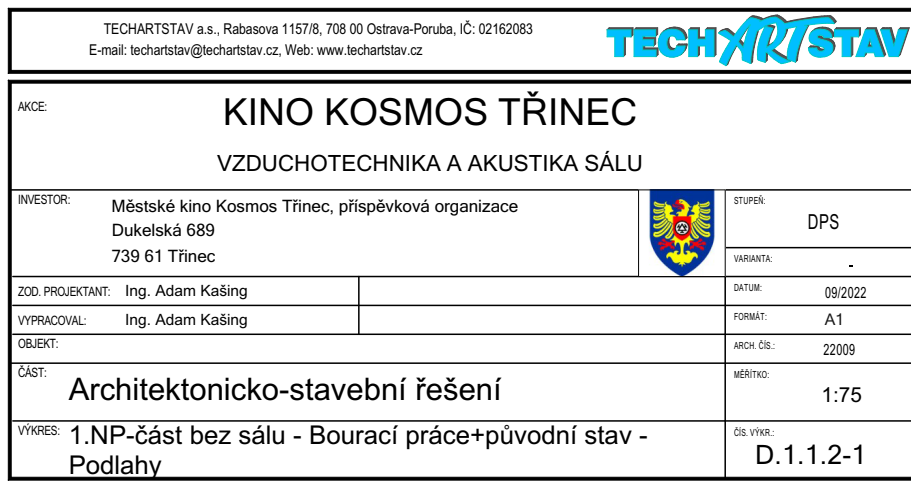 TECHARTSTAV a.s., Rabasova 1157/8, 708 00 Ostrava-Poruba, IČ: 02162083
E-mail: techartstav@techartstav.cz, Web: www.techartstav.cz
TECHARTSTAV
AKCE:
KINO KOSMOS TŘINEC
VZDUCHOTECHNIKA A AKUSTIKA SÁLU
INVESTOR:
Městské kino Kosmos Třinec, příspěvková organizace
Dukelská 689
739 61 Třinec
STUPEŇ:
DPS
VARIANTA:
-
ZOD. PROJEKTANT: Ing. Adam Kašing
DATUM: 09/2022
VYPRACOVAL: Ing. Adam Kašing
FORMÁT: A1
OBJEKT:
ARCH. ČÍS.: 22009
ČÁST:
Architektonicko-stavební řešení
MĚŘÍTKO:
1:75
VÝKRES: 1.NP-část bez sálu - Bourací práce+původní stav -
Podlahy
ČÍS. VÝKR.:
D.1.1.2-1